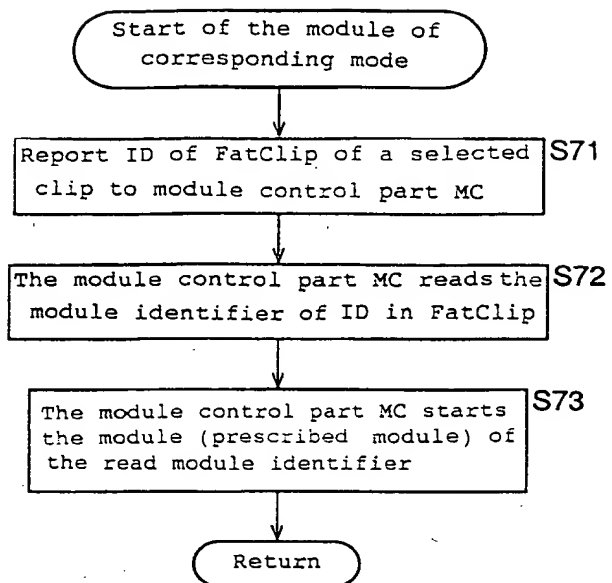 Start of the module of
corresponding mode
Report ID of FatClip of a selected
clip to module control part MC
S71
The module control part MC reads the
module identifier of ID in FatClip
S72
The module control part MC starts
the module (prescribed module) of
the read module identifier
S73
Return